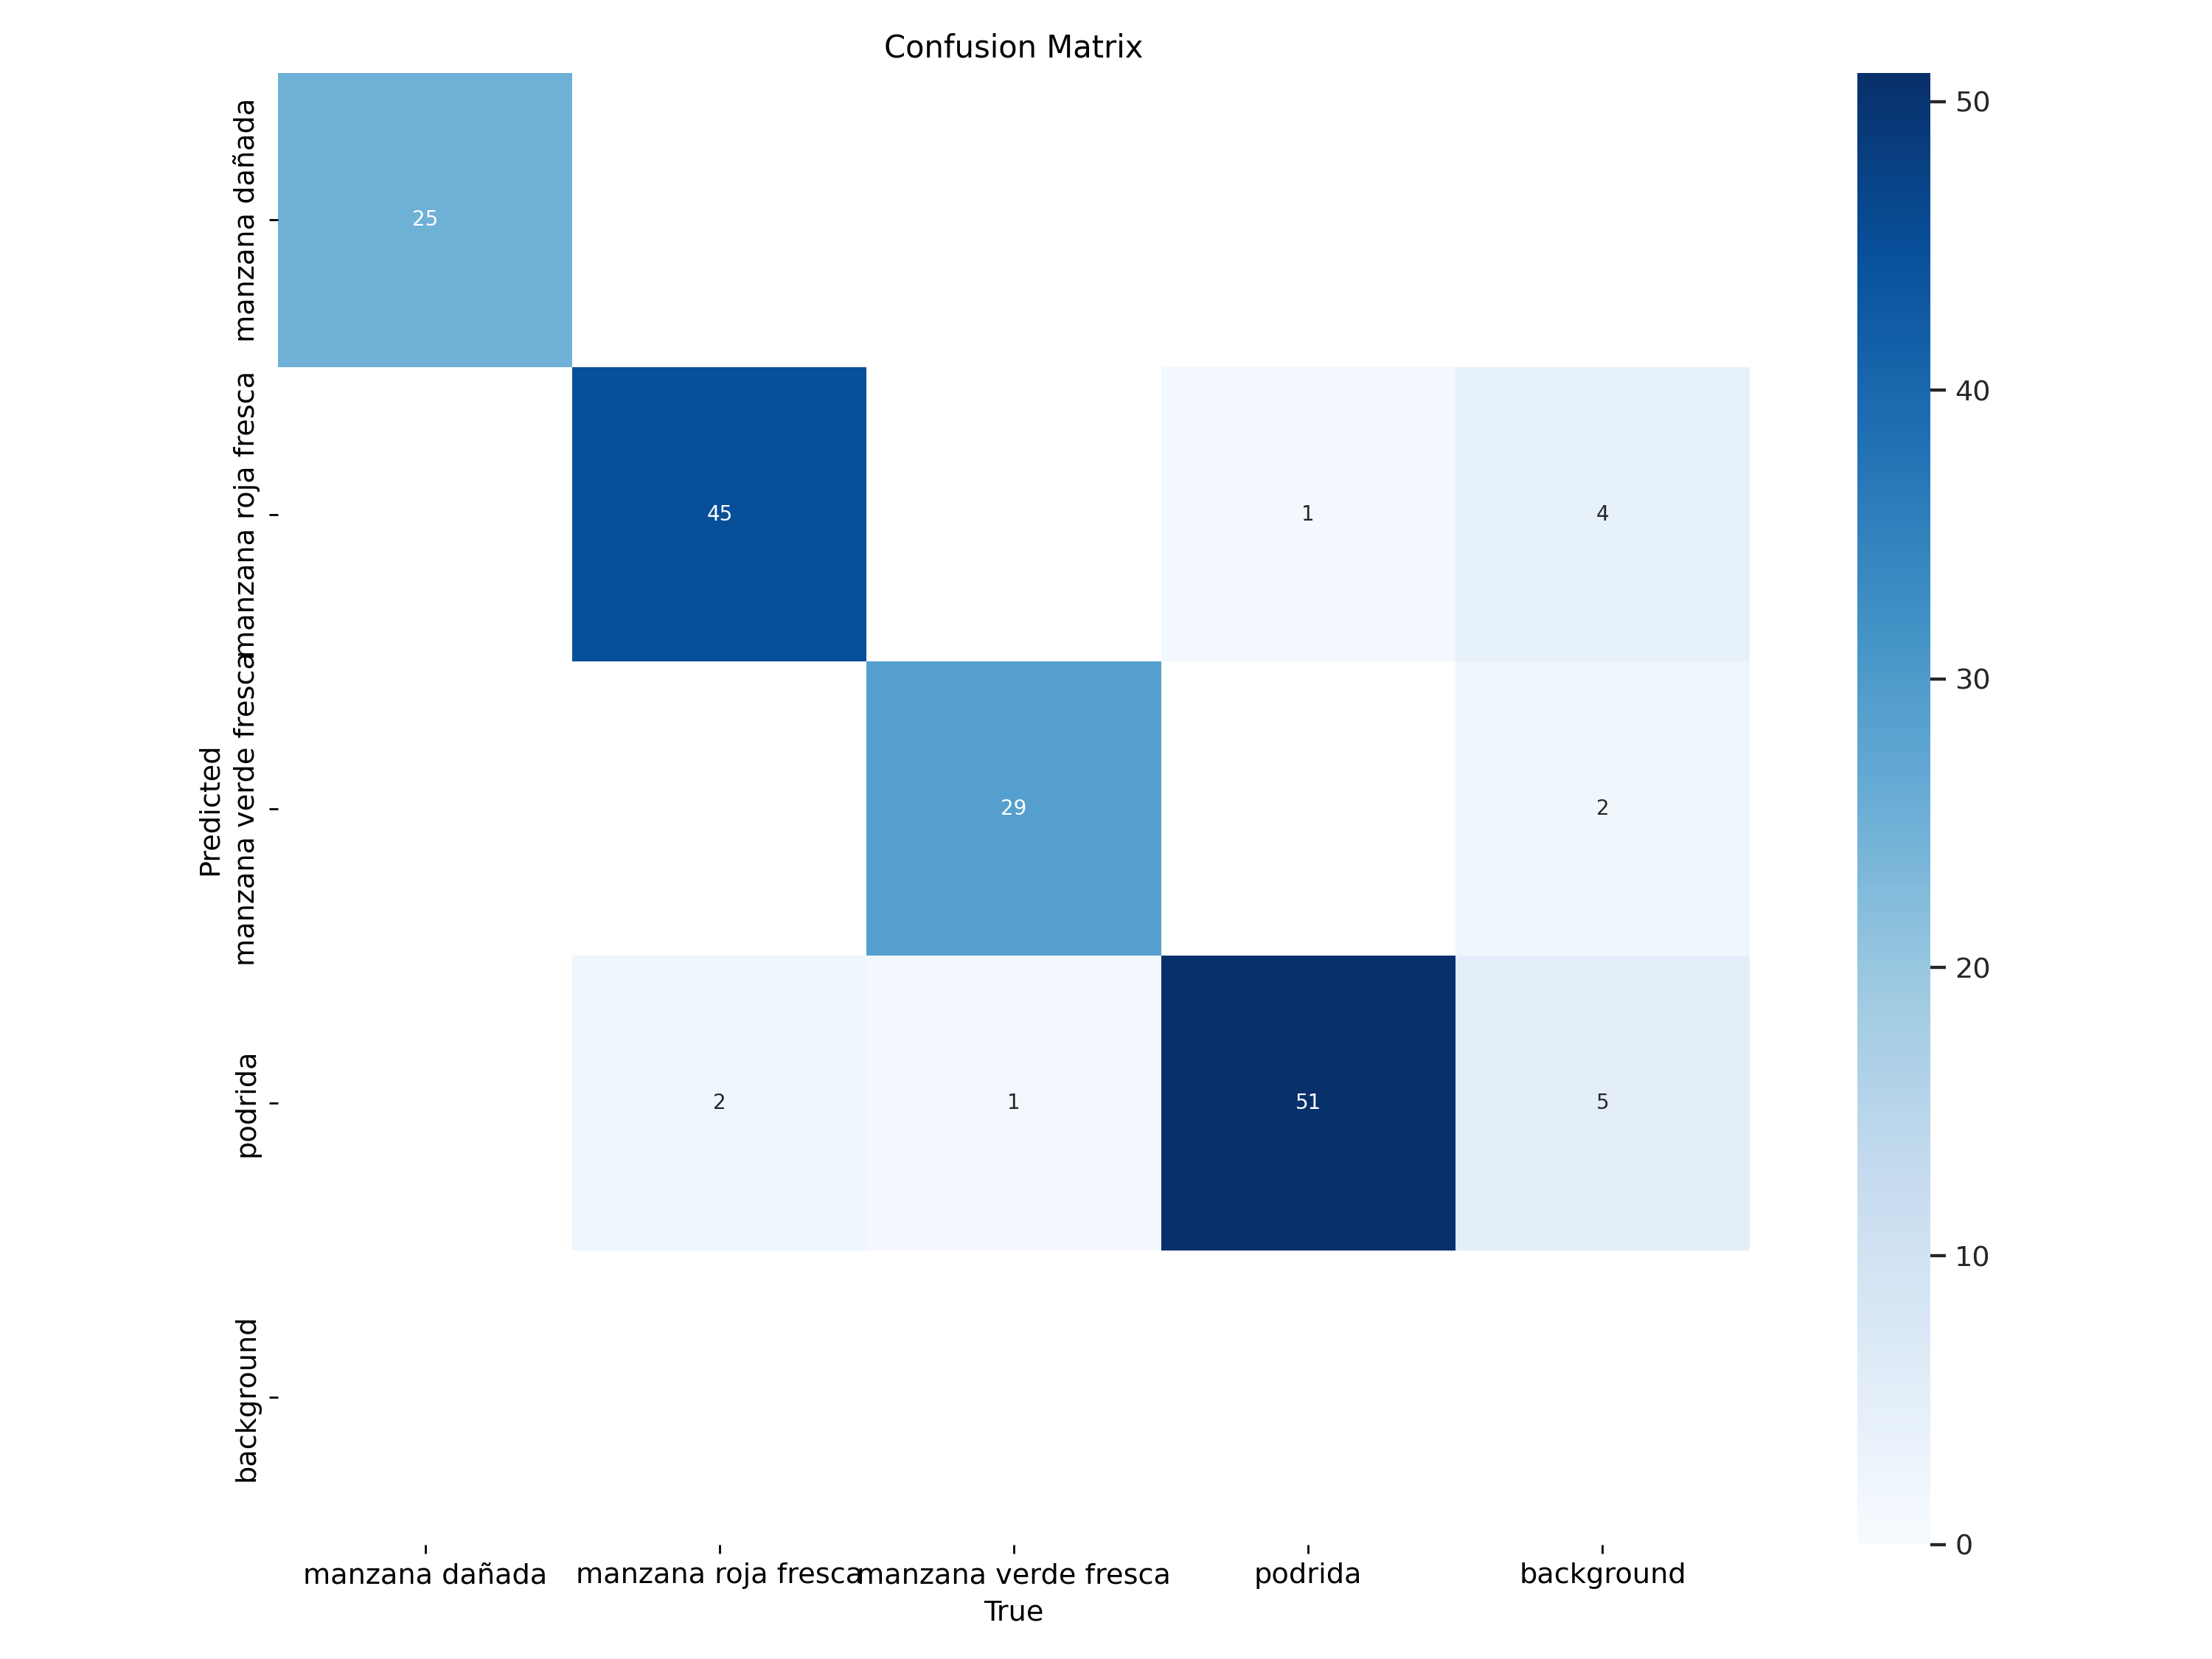 Confusion Matrix
manzana dañada
manzana roja fresca
manzana verde fresca
podrida
background
Predicted
25
45
1
4
29
2
2
1
51
5
manzana dañada
manzana roja fresca
manzana verde fresca
podrida
background
True
50
40
30
20
10
0